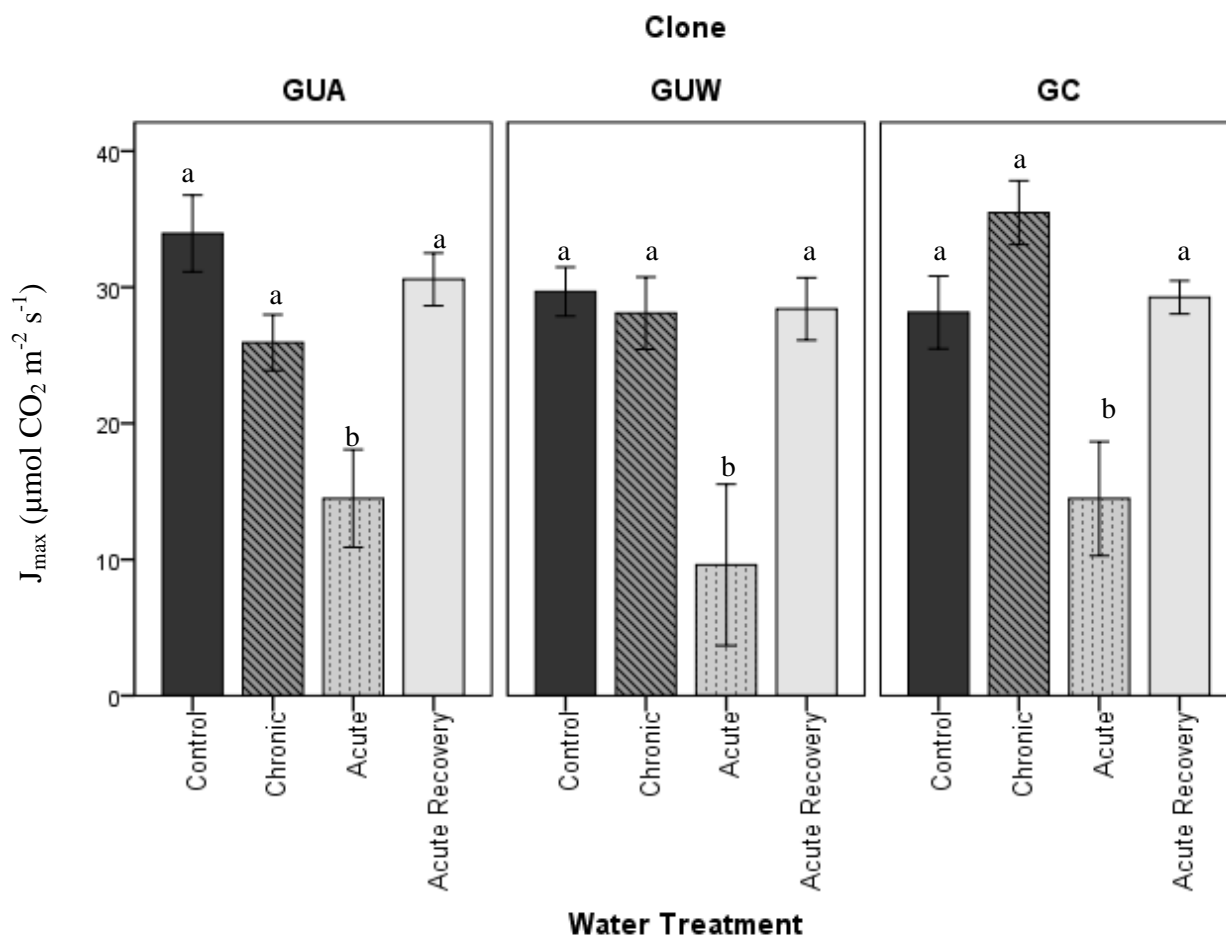 Clone
GUA GUW GC
J_max (µmol CO₂ m⁻² s⁻¹)
40
30
20
10
0
a a b a
a a b a
a a b a
Control Chronic Acute Acute Recovery
Control Chronic Acute Acute Recovery
Control Chronic Acute Acute Recovery
Water Treatment